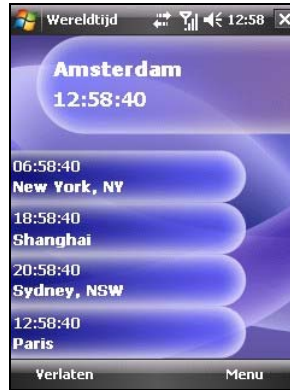 Wereldtijd 12:58
Amsterdam
12:58:40
06:58:40
New York, NY
18:58:40
Shanghai
20:58:40
Sydney, NSW
12:58:40
Paris
Verlaten Menu